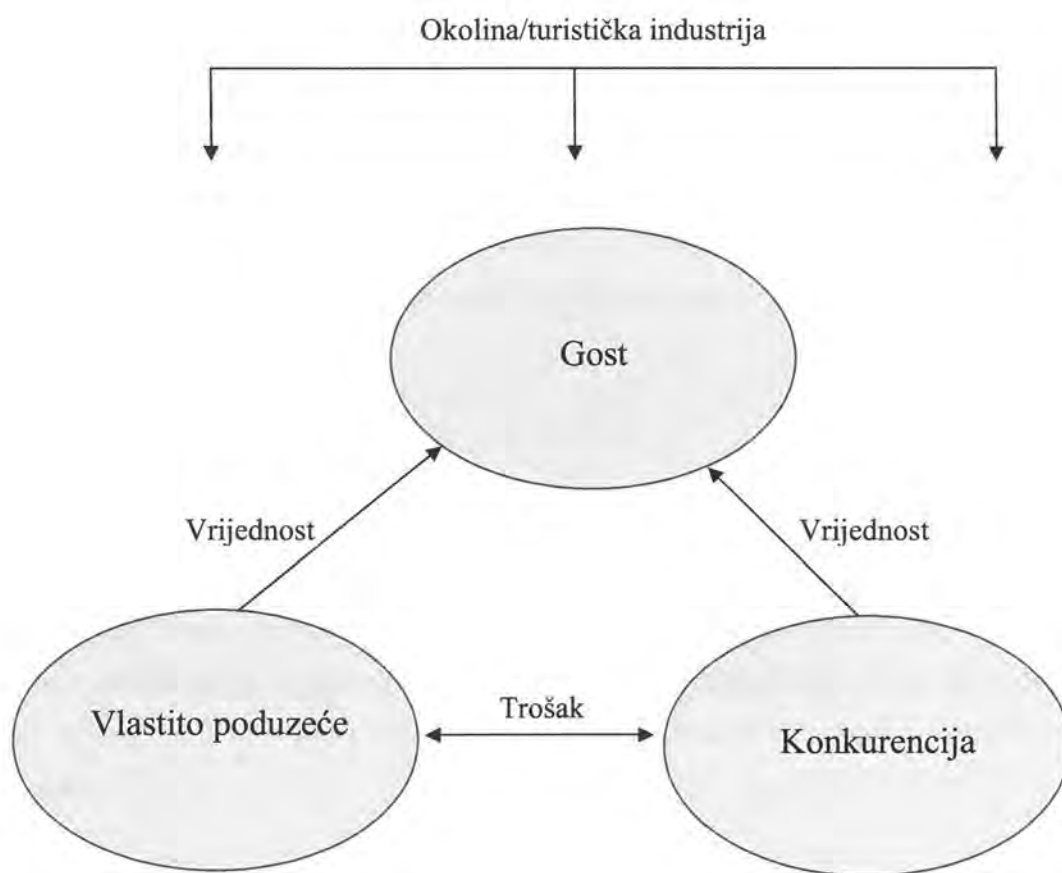 Okolina/turistička industrija
Gost
Vrijednost
Vrijednost
Vlastito poduzeće
Trošak
Konkurencija